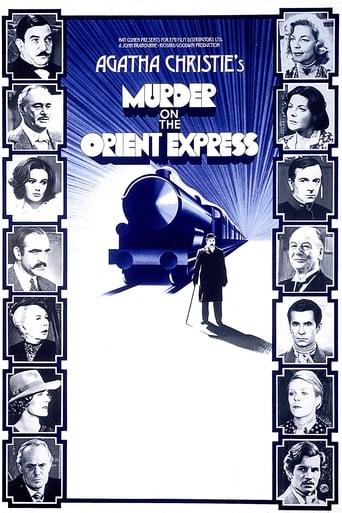 NAT COHEN PRESENTS FOR EMI FILM DISTRIBUTORS LTD.
A JOHN BRABOURNE · RICHARD GOODWIN PRODUCTION
AGATHA CHRISTIE's
MURDER
ON
THE
ORIENT EXPRESS